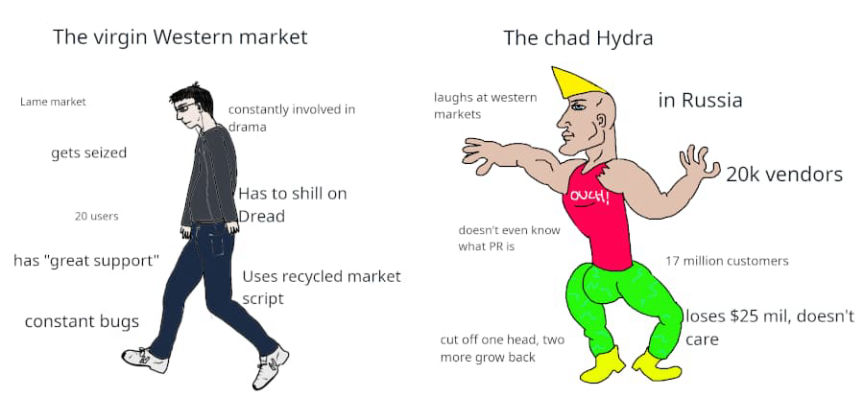 The virgin Western market
The chad Hydra
Lame market
constantly involved in
drama
gets seized
Has to shill on
Dread
20 users
has "great support"
Uses recycled market
script
constant bugs
laughs at western
markets
in Russia
20k vendors
OUCH!
doesn't even know
what PR is
17 million customers
loses $25 mil, doesn't
care
cut off one head, two
more grow back